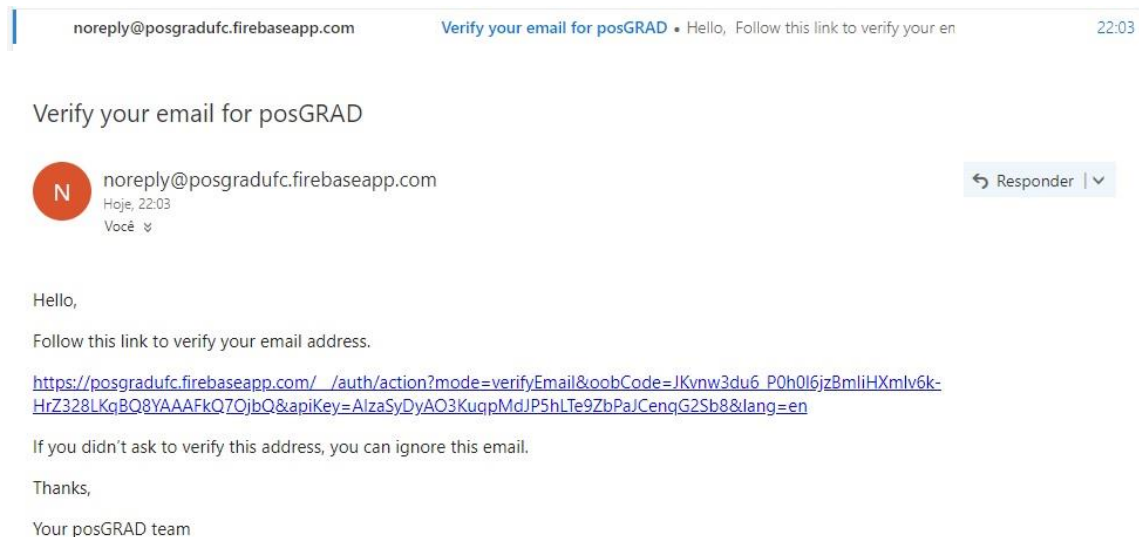 noreply@posgradufc.firebaseapp.com Verify your email for posGRAD • Hello, Follow this link to verify your en 22:03
Verify your email for posGRAD
N
noreply@posgradufc.firebaseapp.com
Responder
Hoje, 22:03
Você
Hello,
Follow this link to verify your email address.
https://posgradufc.firebaseapp.com/__/auth/action?mode=verifyEmail&oobCode=JKvnw3du6_P0h0I6jzBmliHXmlv6k-
HrZ328LKqBQ8YAAAFkQ7OjbQ&apiKey=AIzaSyDyAO3KuqpMdJP5hLTe9ZbPaJCenqG2Sb8&lang=en
If you didn´t ask to verify this address, you can ignore this email.
Thanks,
Your posGRAD team